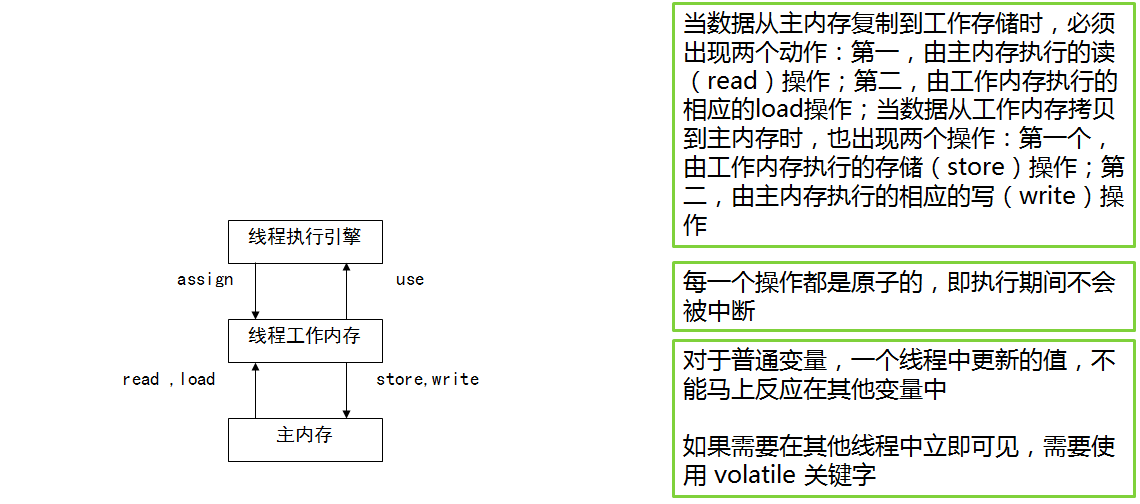 线程执行引擎
assign
use
线程工作内存
read ,load
store,write
主内存
当数据从主内存复制到工作存储时，必须
出现两个动作：第一，由主内存执行的读
（read）操作；第二，由工作内存执行的
相应的load操作；当数据从工作内存拷贝
到主内存时，也出现两个操作：第一个，
由工作内存执行的存储（store）操作；第
二，由主内存执行的相应的写（write）操
作
每一个操作都是原子的，即执行期间不会
被中断
对于普通变量，一个线程中更新的值，不
能马上反应在其他变量中
如果需要在其他线程中立即可见，需要使
用 volatile 关键字